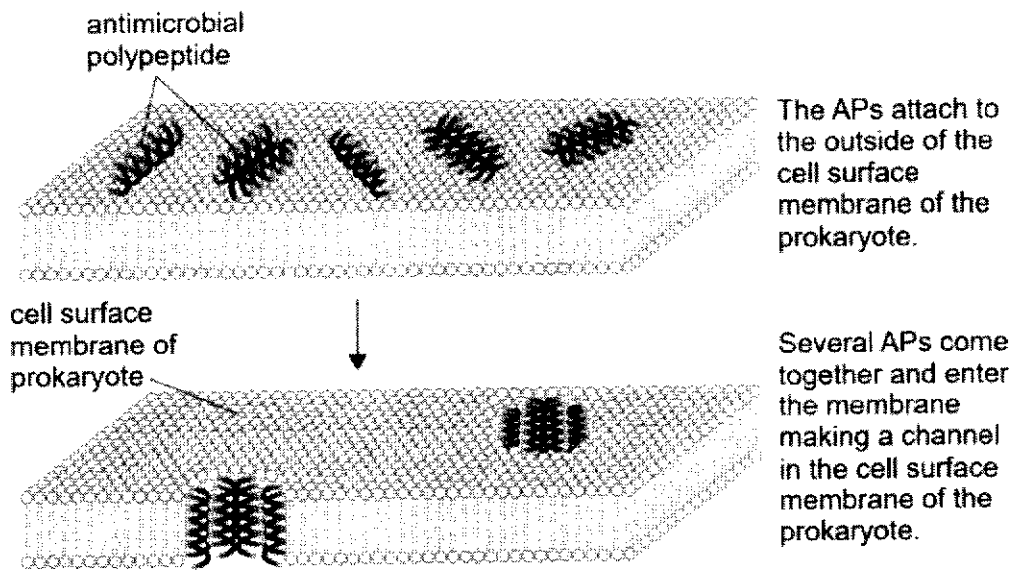 antimicrobial
polypeptide
The APs attach to
the outside of the
cell surface
membrane of the
prokaryote.
cell surface
membrane of
prokaryote
Several APs come
together and enter
the membrane
making a channel
in the cell surface
membrane of the
prokaryote.